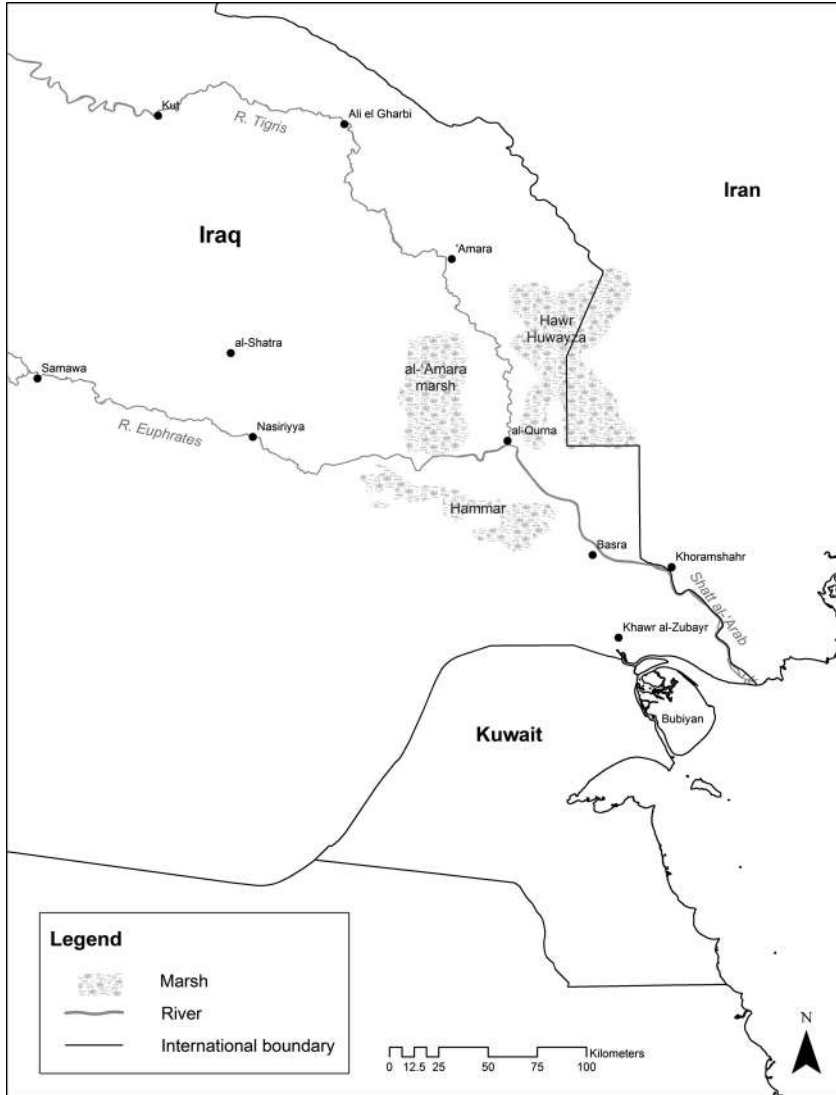 Kut
R. Tigris
Ali el Gharbi
Iran
Iraq
'Amara
Hawr
Huwayza
al-Shatra
al-'Amara
marsh
Samawa
R. Euphrates
Nasiriyya
al-Qurna
Hammar
Basra
Khoramshahr
Shatt al-'Arab
Khawr al-Zubayr
Bubiyan
Kuwait
Legend
Marsh
River
International boundary
N
Kilometers
0 12.5 25 50 75 100